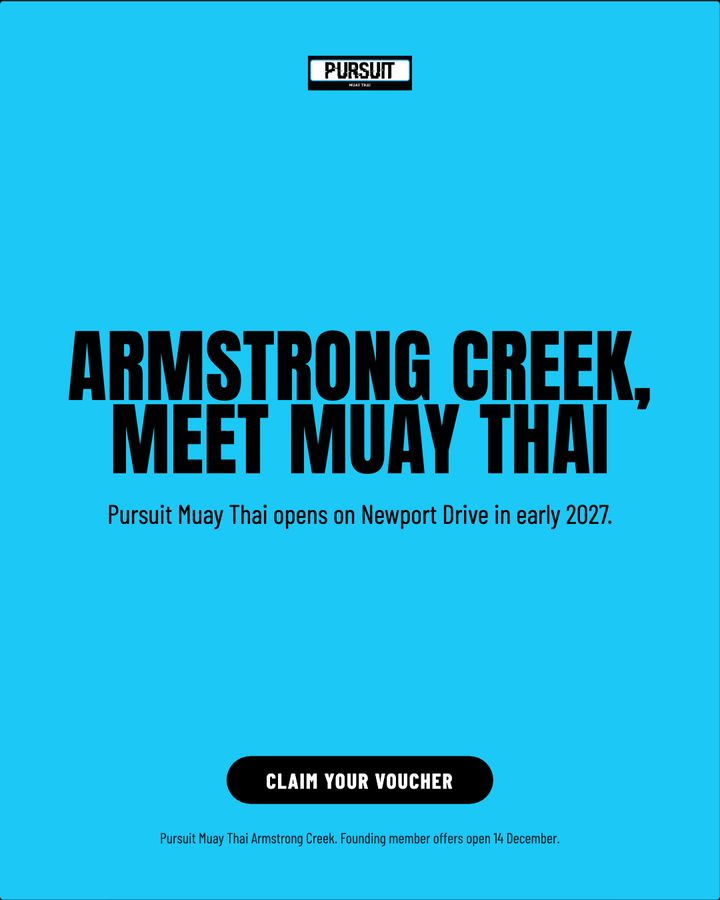 PURSUIT
MUAY THAI
ARMSTRONG CREEK,
MEET MUAY THAI
Pursuit Muay Thai opens on Newport Drive in early 2027.
CLAIM YOUR VOUCHER
Pursuit Muay Thai Armstrong Creek. Founding member offers open 14 December.